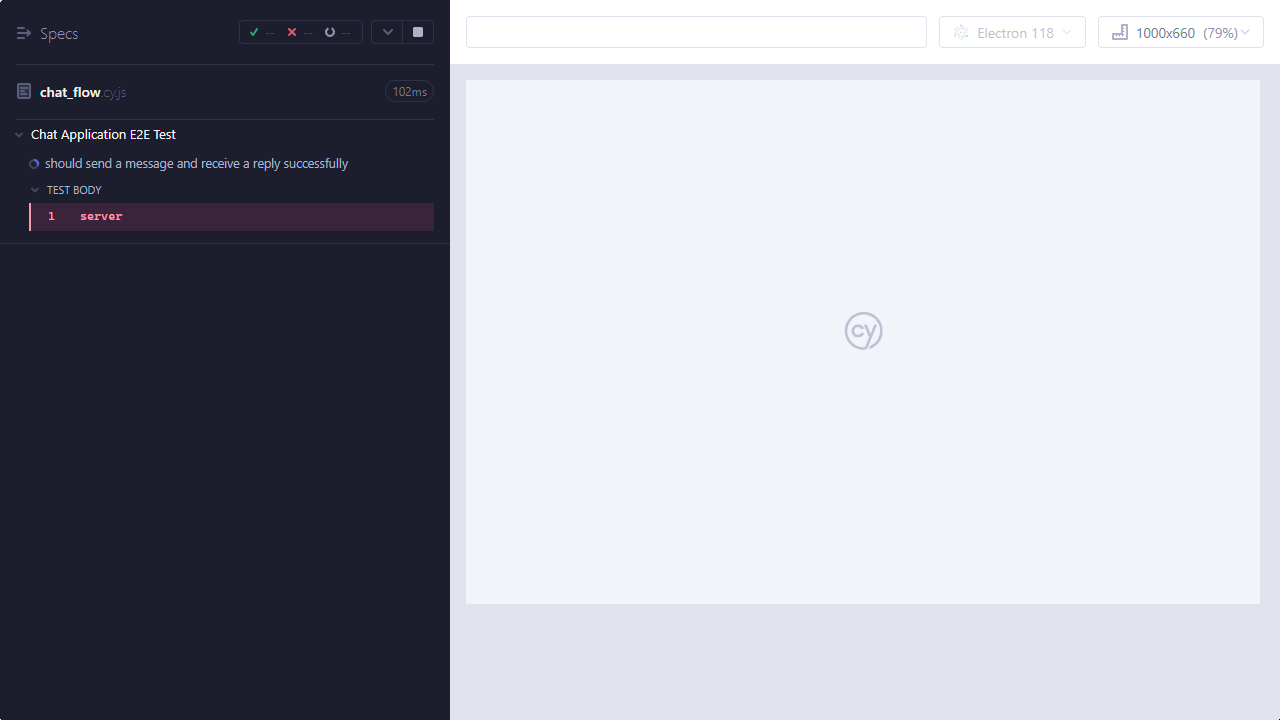 Specs
--
--
--
Electron 118
1000x660 (79%)
chat_flow.cy.js
102ms
Chat Application E2E Test
should send a message and receive a reply successfully
TEST BODY
1 server
cy